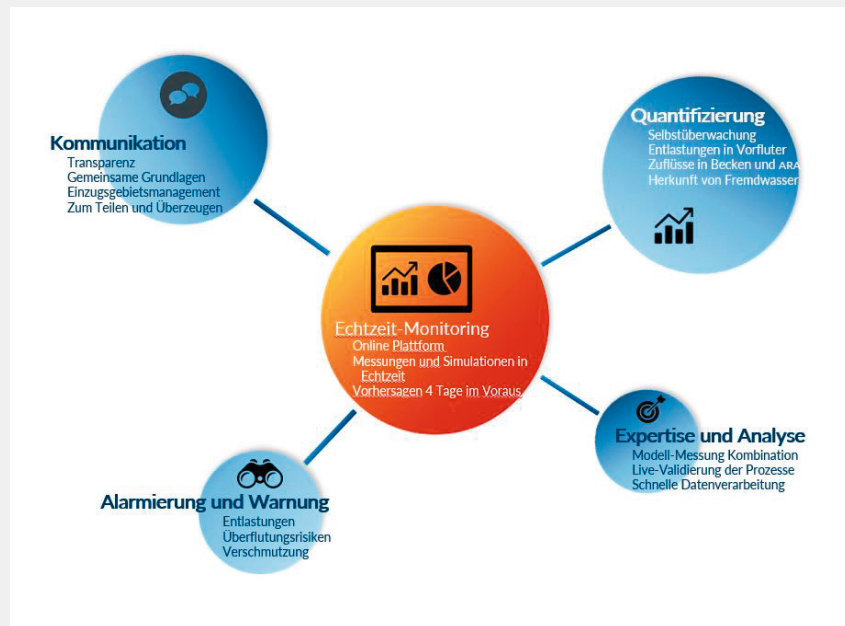 Kommunikation
Transparenz
Gemeinsame Grundlagen
Einzugsgebietsmanagement
Zum Teilen und Überzeugen
Quantifizierung
Selbstüberwachung
Entlastungen in Vorfluter
Zuflüsse in Becken und ARA
Herkunft von Fremdwasser
Echtzeit-Monitoring
Online Plattform
Messungen und Simulationen in
Echtzeit
Vorhersagen 4 Tage im Voraus
Alarmierung und Warnung
Entlastungen
Überflutungsrisiken
Verschmutzung
Expertise und Analyse
Modell-Messung Kombination
Live-Validierung der Prozesse
Schnelle Datenverarbeitung